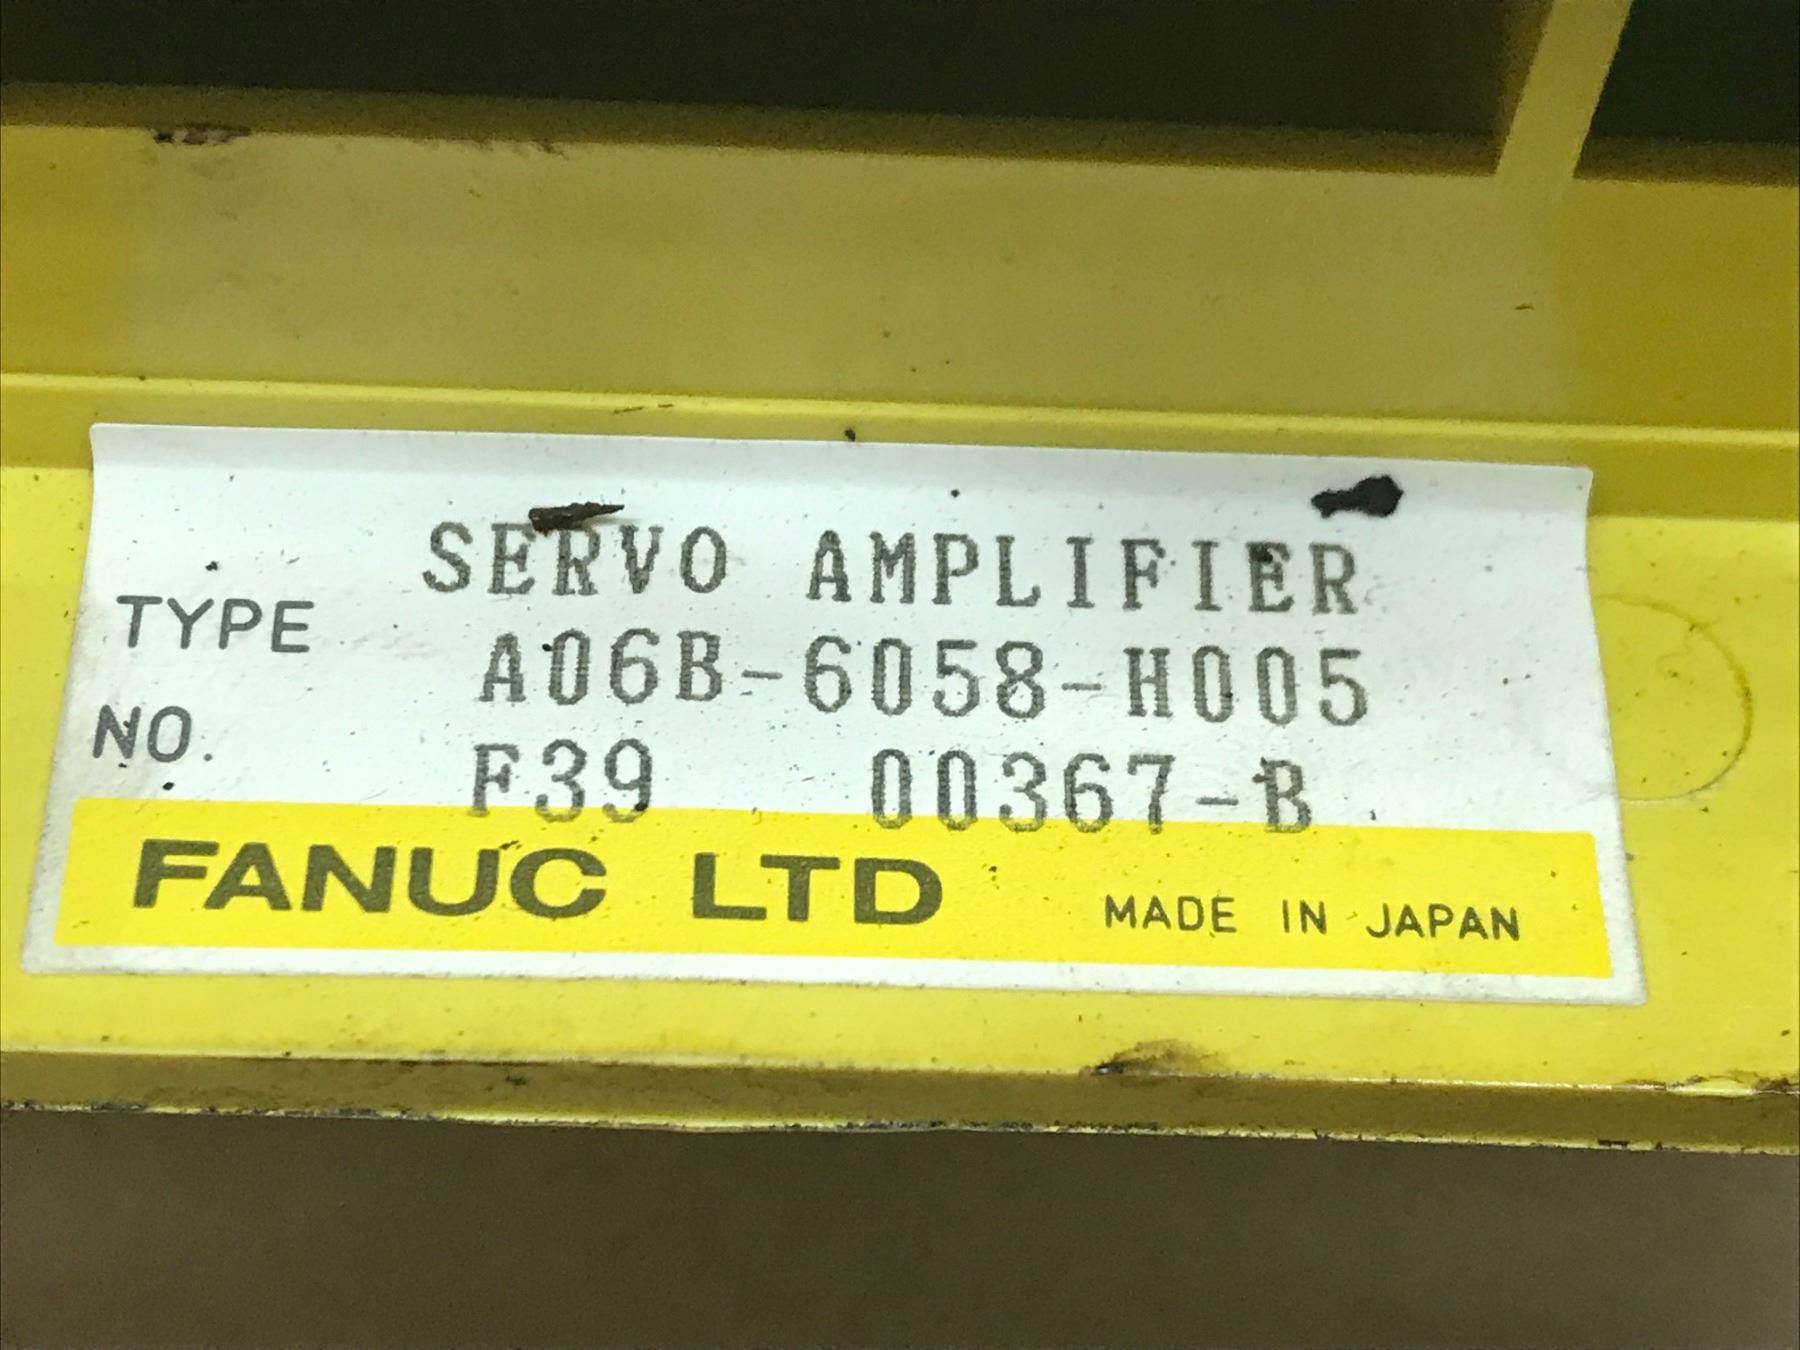 SERVO AMPLIFIER
TYPE A06B-6058-H005
NO. F39 00367-B
FANUC LTD MADE IN JAPAN